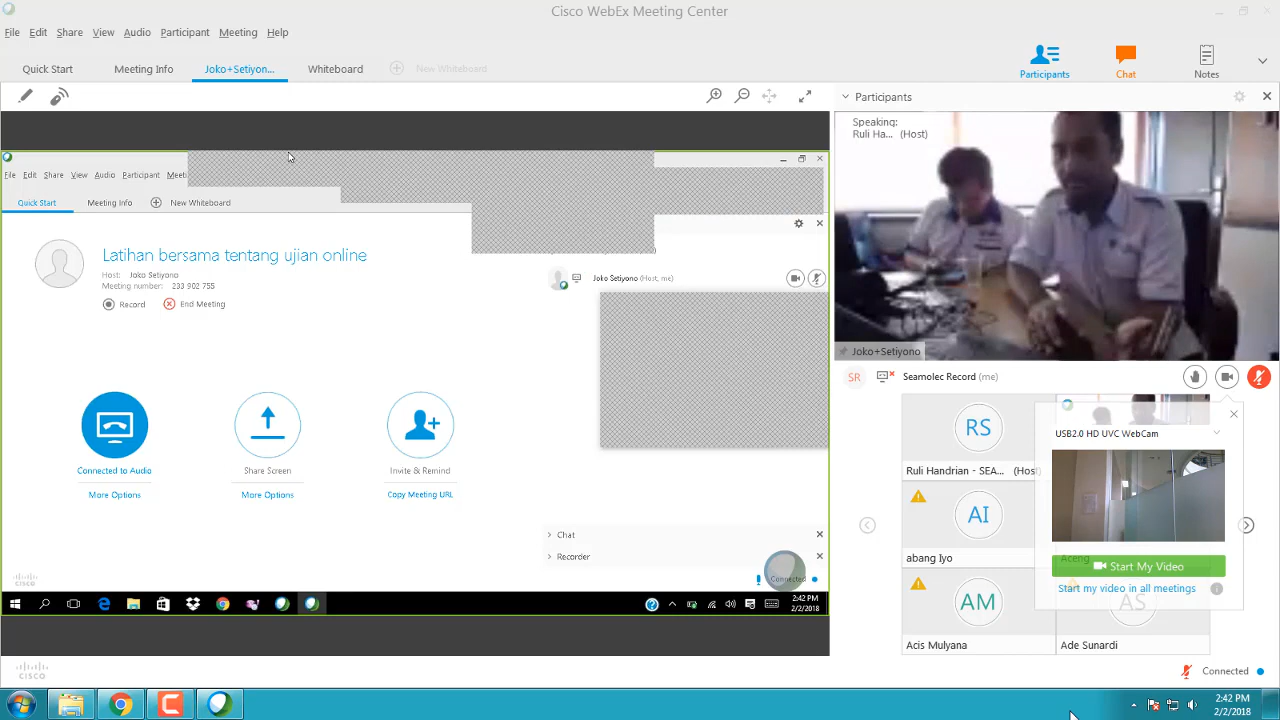 Cisco WebEx Meeting Center
File Edit Share View Audio Participant Meeting Help
Quick Start Meeting Info Joko+Setiyon... Whiteboard New Whiteboard
Participants Chat Notes
Participants
Speaking:
Ruli Ha... (Host)
File Edit Share View Audio Participant Meeti
Quick Start Meeting Info New Whiteboard
Latihan bersama tentang ujian online
Host: Joko Setiyono
Meeting number: 233 902 755
Record End Meeting
Joko Setiyono (Host, me)
Connected to Audio Share Screen Invite & Remind
More Options More Options Copy Meeting URL
Chat
Recorder
Connected
cisco
2:42 PM
2/2/2018
Joko+Setiyono
SR Seamolec Record (me)
RS
Ruli Handrian - SEA... (Host)
AI
abang Iyo
Aceng
AM
Acis Mulyana
AS
Ade Sunardi
USB2.0 HD UVC WebCam
Start My Video
Start my video in all meetings
cisco
Connected
2:42 PM
2/2/2018